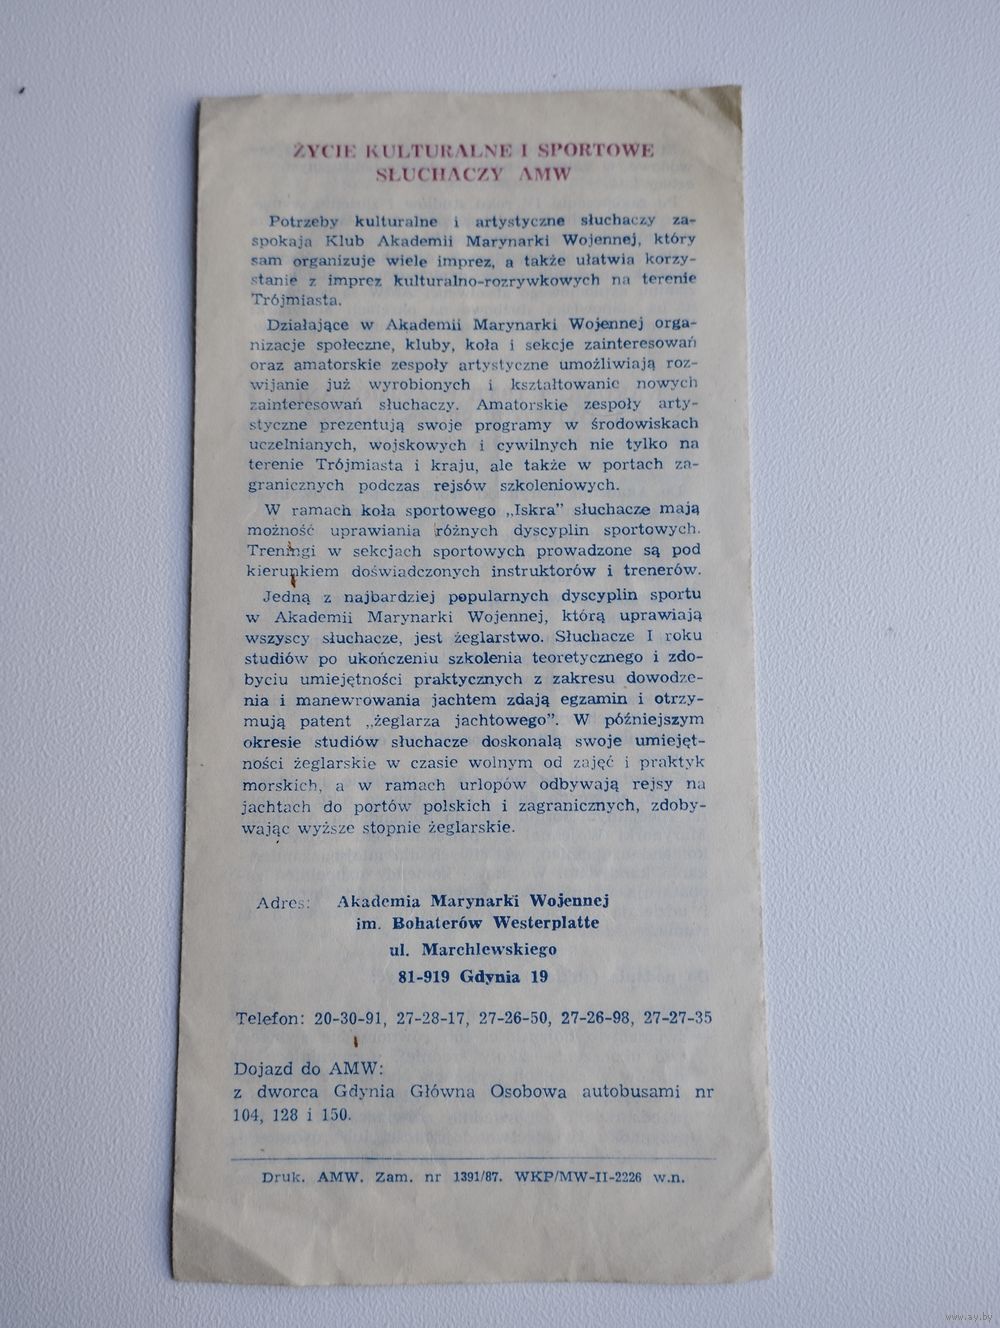 ŻYCIE KULTURALNE I SPORTOWE
SŁUCHACZY AMW
Potrzeby kulturalne i artystyczne słuchaczy za-
spokaja Klub Akademii Marynarki Wojennej, który
sam organizuje wiele imprez, a także ułatwia korzy-
stanie z imprez kulturalno-rozrywkowych na terenie
Trójmiasta.
Działające w Akademii Marynarki Wojennej orga-
nizacje społeczne, kluby, koła i sekcje zainteresowań
oraz amatorskie zespoły artystyczne umożliwiają roz-
wijanie już wyrobionych i kształtowanie nowych
zainteresowań słuchaczy. Amatorskie zespoły arty-
styczne prezentują swoje programy w środowiskach
uczelnianych, wojskowych i cywilnych nie tylko na
terenie Trójmiasta i kraju, ale także w portach za-
granicznych podczas rejsów szkoleniowych.
W ramach koła sportowego „Iskra” słuchacze mają
możność uprawiania różnych dyscyplin sportowych.
Treningi w sekcjach sportowych prowadzone są pod
kierunkiem doświadczonych instruktorów i trenerów.
Jedną z najbardziej popularnych dyscyplin sportu
w Akademii Marynarki Wojennej, którą uprawiają
wszyscy słuchacze, jest żeglarstwo. Słuchacze I roku
studiów po ukończeniu szkolenia teoretycznego i zdo-
byciu umiejętności praktycznych z zakresu dowodze-
nia i manewrowania jachtem zdają egzamin i otrzy-
mują patent „żeglarza jachtowego”. W późniejszym
okresie studiów słuchacze doskonalą swoje umiejęt-
ności żeglarskie w czasie wolnym od zajęć i praktyk
morskich, a w ramach urlopów odbywają rejsy na
jachtach do portów polskich i zagranicznych, zdoby-
wając wyższe stopnie żeglarskie.
Adres: Akademia Marynarki Wojennej
im. Bohaterów Westerplatte
ul. Marchlewskiego
81-919 Gdynia 19
Telefon: 20-30-91, 27-28-17, 27-26-50, 27-26-98, 27-27-35
Dojazd do AMW:
z dworca Gdynia Główna Osobowa autobusami nr
104, 128 i 150.
Druk. AMW. Zam. nr 1391/87. WKP/MW-II-2226 w.n.
www.ay.by